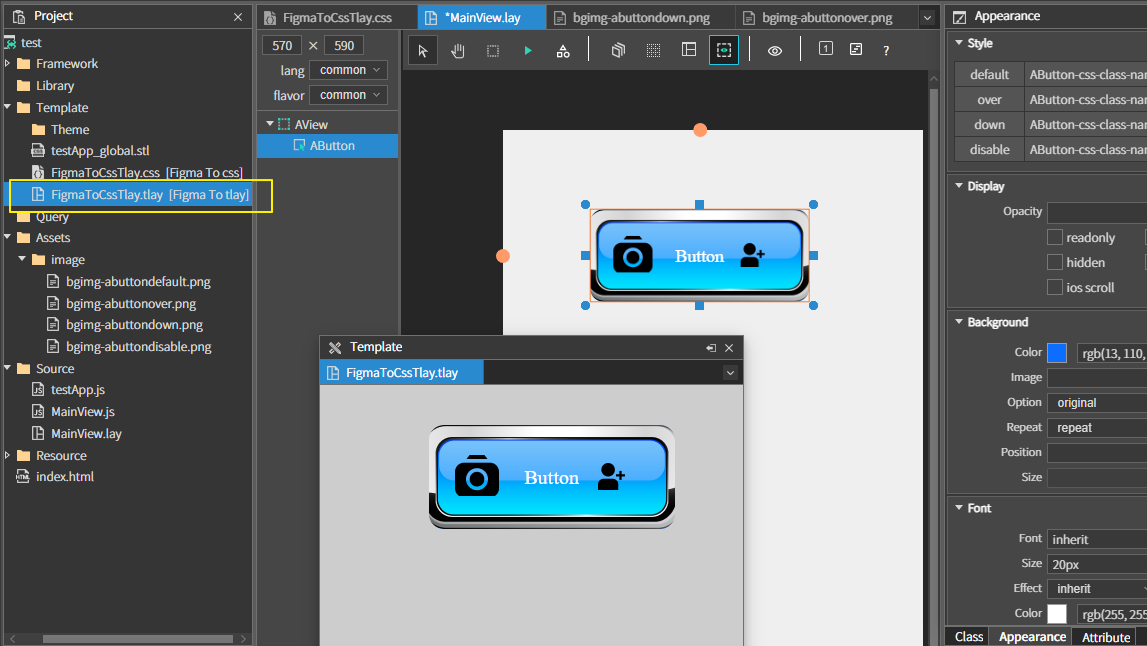 Project
test
Framework
Library
Template
Theme
testApp_global.stl
FigmaToCssTlay.css [Figma To css]
FigmaToCssTlay.tlay [Figma To tlay]
Query
Assets
image
bgimg-abuttondefault.png
bgimg-abuttonover.png
bgimg-abuttondown.png
bgimg-abuttondisable.png
Source
testApp.js
MainView.js
MainView.lay
Resource
index.html
FigmaToCssTlay.css
*MainView.lay
bgimg-abuttondown.png
bgimg-abuttonover.png
570 × 590
lang common
flavor common
AView
AButton
1
?
Button
Template
FigmaToCssTlay.tlay
Button
Appearance
Style
default AButton-css-class-nar
over AButton-css-class-nar
down AButton-css-class-nar
disable AButton-css-class-nar
Display
Opacity
readonly
hidden
ios scroll
Background
Color rgb(13, 110,
Image
Option original
Repeat repeat
Position
Size
Font
Font inherit
Size 20px
Effect inherit
Color rgb(255, 255
Class Appearance Attribute